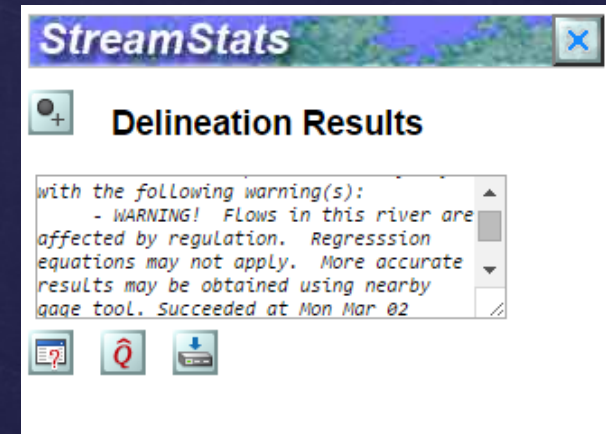 StreamStats
Delineation Results
with the following warning(s):
- WARNING! Flows in this river are
affected by regulation. Regresssion
equations may not apply. More accurate
results may be obtained using nearby
gage tool. Succeeded at Mon Mar 02
? Q̂